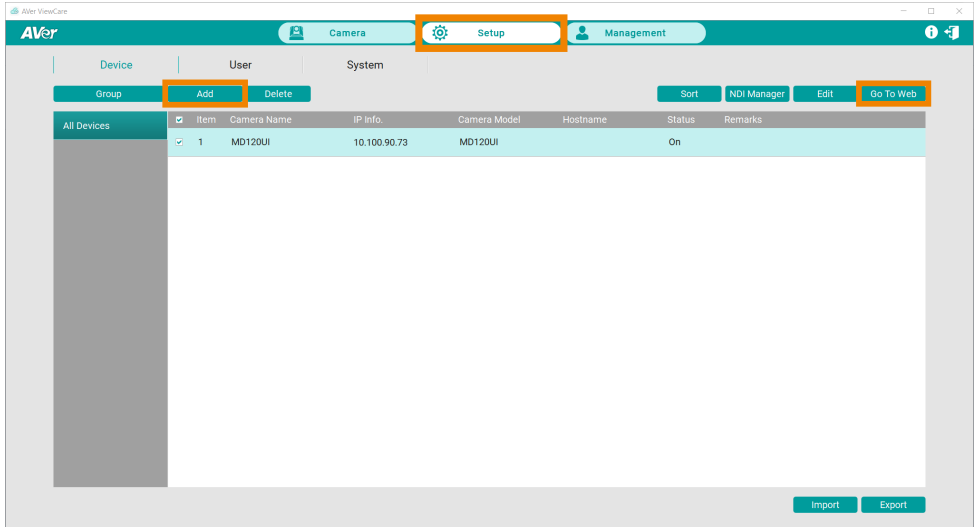 AVer ViewCare
AVer Camera Setup Management
Device User System
Group Add Delete Sort NDI Manager Edit Go To Web
All Devices
Item Camera Name IP Info. Camera Model Hostname Status Remarks
1 MD120UI 10.100.90.73 MD120UI On
Import Export